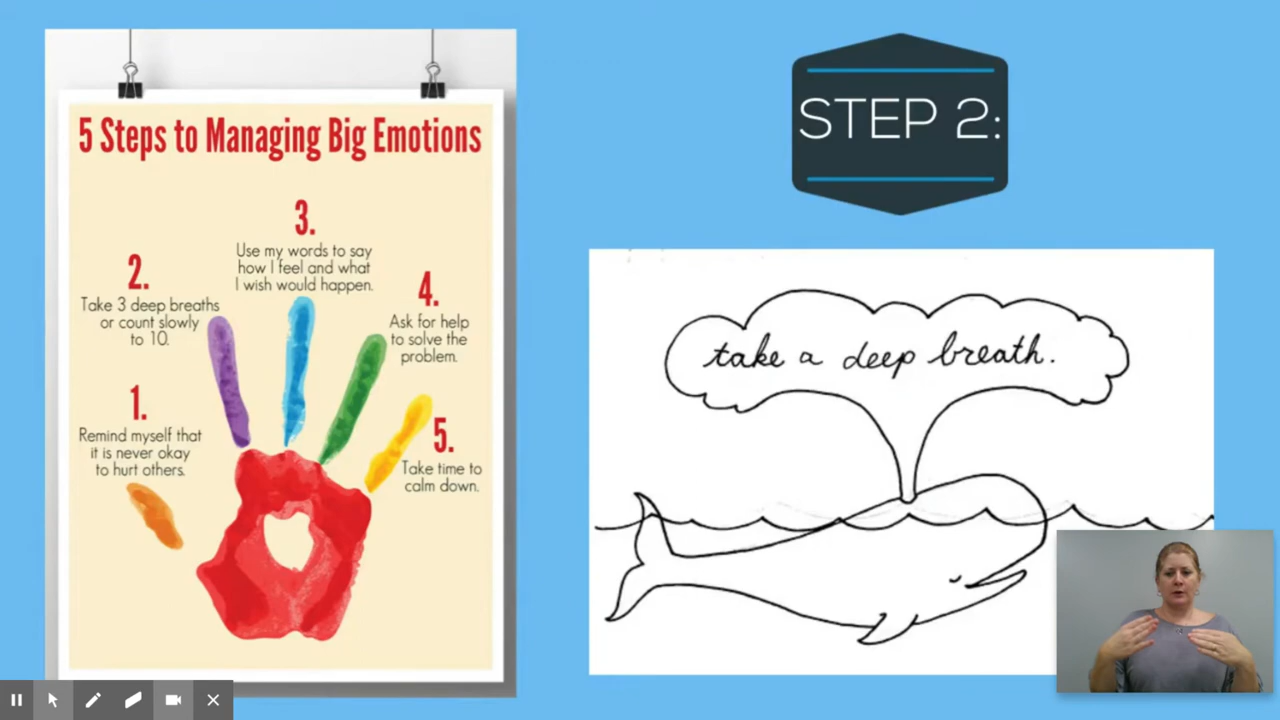 5 Steps to Managing Big Emotions
1.
Remind myself that
it is never okay
to hurt others.
2.
Take 3 deep breaths
or count slowly
to 10.
3.
Use my words to say
how I feel and what
I wish would happen.
4.
Ask for help
to solve the
problem.
5.
Take time to
calm down.
STEP 2:
take a deep breath.